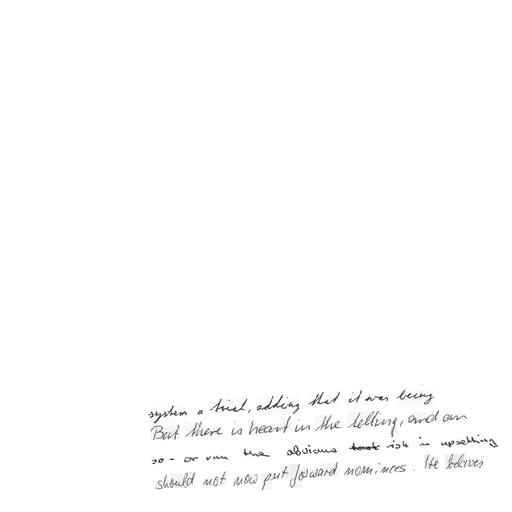 system a trial, adding that it was being
But there is heart in the telling, and an
so - or run the obvious risk in upsetting
should not now put forward nominees. He believes